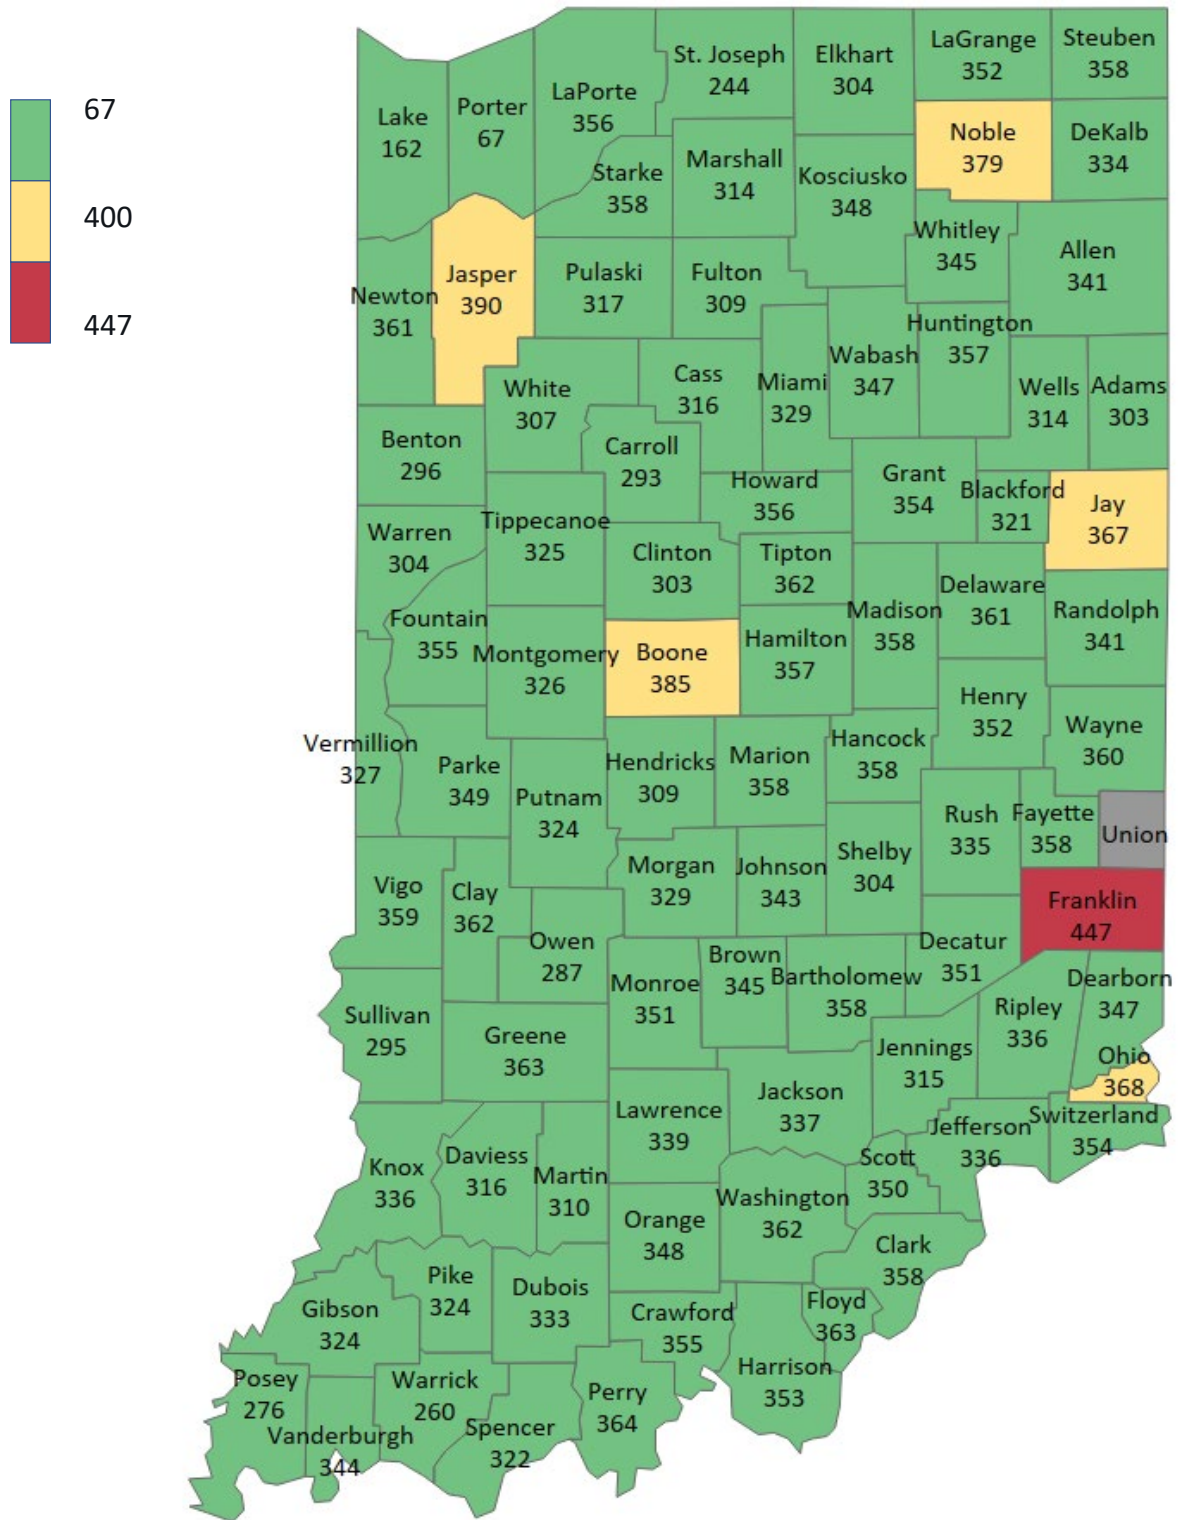 67
400
447
St. Joseph
244
Elkhart
304
LaGrange
352
Steuben
358
Lake
162
Porter
67
LaPorte
356
Noble
379
DeKalb
334
Starke
358
Marshall
314
Kosciusko
348
Whitley
345
Allen
341
Newton
361
Jasper
390
Pulaski
317
Fulton
309
Huntington
357
White
307
Cass
316
Miami
329
Wabash
347
Wells
314
Adams
303
Benton
296
Carroll
293
Howard
356
Grant
354
Blackford
321
Jay
367
Warren
304
Tippecanoe
325
Clinton
303
Tipton
362
Delaware
361
Randolph
341
Fountain
355
Montgomery
326
Boone
385
Hamilton
357
Madison
358
Henry
352
Wayne
360
Vermillion
327
Parke
349
Putnam
324
Hendricks
309
Marion
358
Hancock
358
Rush
335
Fayette
358
Union
Vigo
359
Clay
362
Morgan
329
Johnson
343
Shelby
304
Franklin
447
Owen
287
Monroe
351
Brown
345
Bartholomew
358
Decatur
351
Dearborn
347
Sullivan
295
Greene
363
Jennings
315
Ripley
336
Ohio
368
Lawrence
339
Jackson
337
Jefferson
336
Switzerland
354
Knox
336
Daviess
316
Martin
310
Scott
350
Washington
362
Orange
348
Clark
358
Gibson
324
Pike
324
Dubois
333
Crawford
355
Floyd
363
Harrison
353
Posey
276
Warrick
260
Perry
364
Vanderburgh
344
Spencer
322